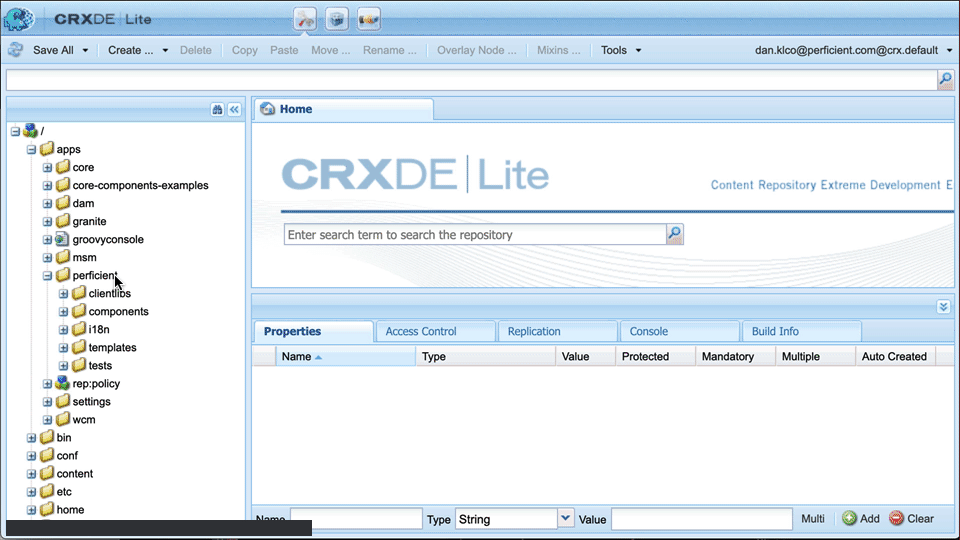 CRXDE | Lite
Save All Create ... Delete Copy Paste Move ... Rename ... Overlay Node ... Mixins ... Tools dan.klco@perficient.com@crx.default
Home
/
apps
core
core-components-examples
dam
granite
groovyconsole
msm
perficient
clientlibs
components
i18n
templates
tests
rep:policy
settings
wcm
bin
conf
content
etc
home
CRXDE | Lite
Content Repository Extreme Development E
Enter search term to search the repository
Properties Access Control Replication Console Build Info
Name Type Value Protected Mandatory Multiple Auto Created
Name Type String Value Multi Add Clear